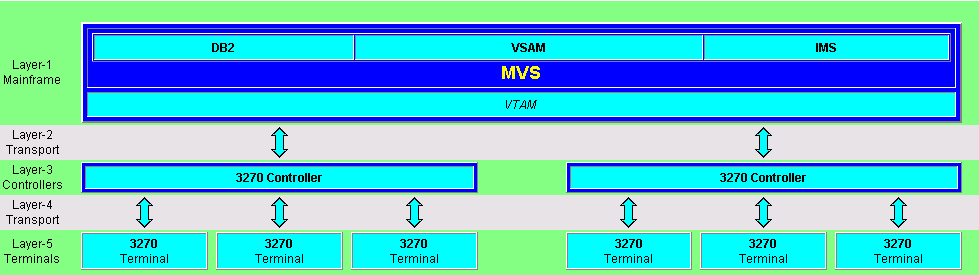 DB2 VSAM IMS
Layer-1
Mainframe
MVS
VTAM
Layer-2
Transport
Layer-3
Controllers
3270 Controller 3270 Controller
Layer-4
Transport
Layer-5
Terminals
3270 3270 3270 3270 3270 3270
Terminal Terminal Terminal Terminal Terminal Terminal